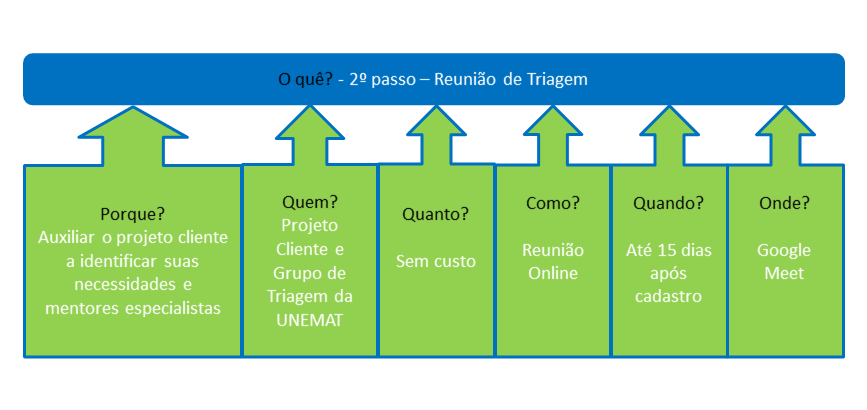 O quê? - 2º passo – Reunião de Triagem
Porque?
Auxiliar o projeto cliente
a identificar suas
necessidades e
mentores especialistas
Quem?
Projeto
Cliente e
Grupo de
Triagem da
UNEMAT
Quanto?
Sem custo
Como?
Reunião
Online
Quando?
Até 15 dias
após
cadastro
Onde?
Google
Meet